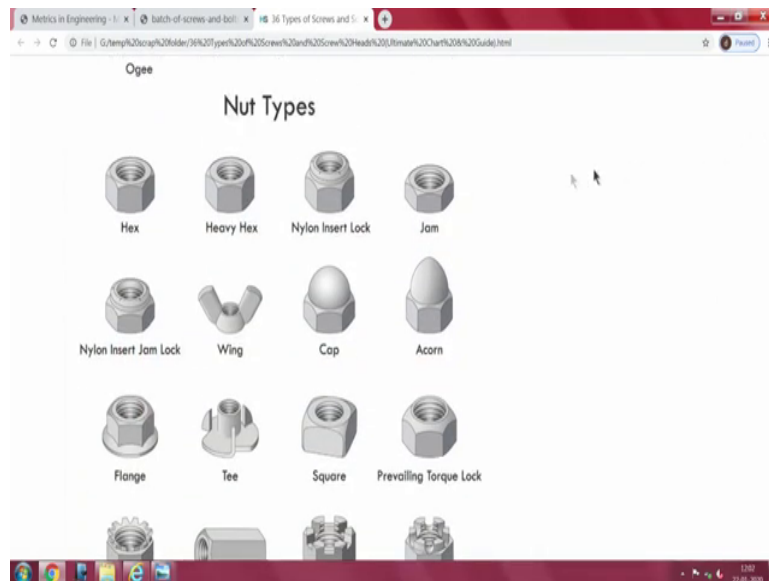 Metrics in Engineering
batch-of-screws-and-bolt
HS 36 Types of Screws and S
File | G:/temp%20scrap%20folder/36%20Types%20of%20Screws%20and%20Screw%20Heads%20(Ultimate%20Chart%20&%20Guide).html
Paused
Ogee
Nut Types
Hex Heavy Hex Nylon Insert Lock Jam
Nylon Insert Jam Lock Wing Cap Acorn
Flange Tee Square Prevailing Torque Lock
1202